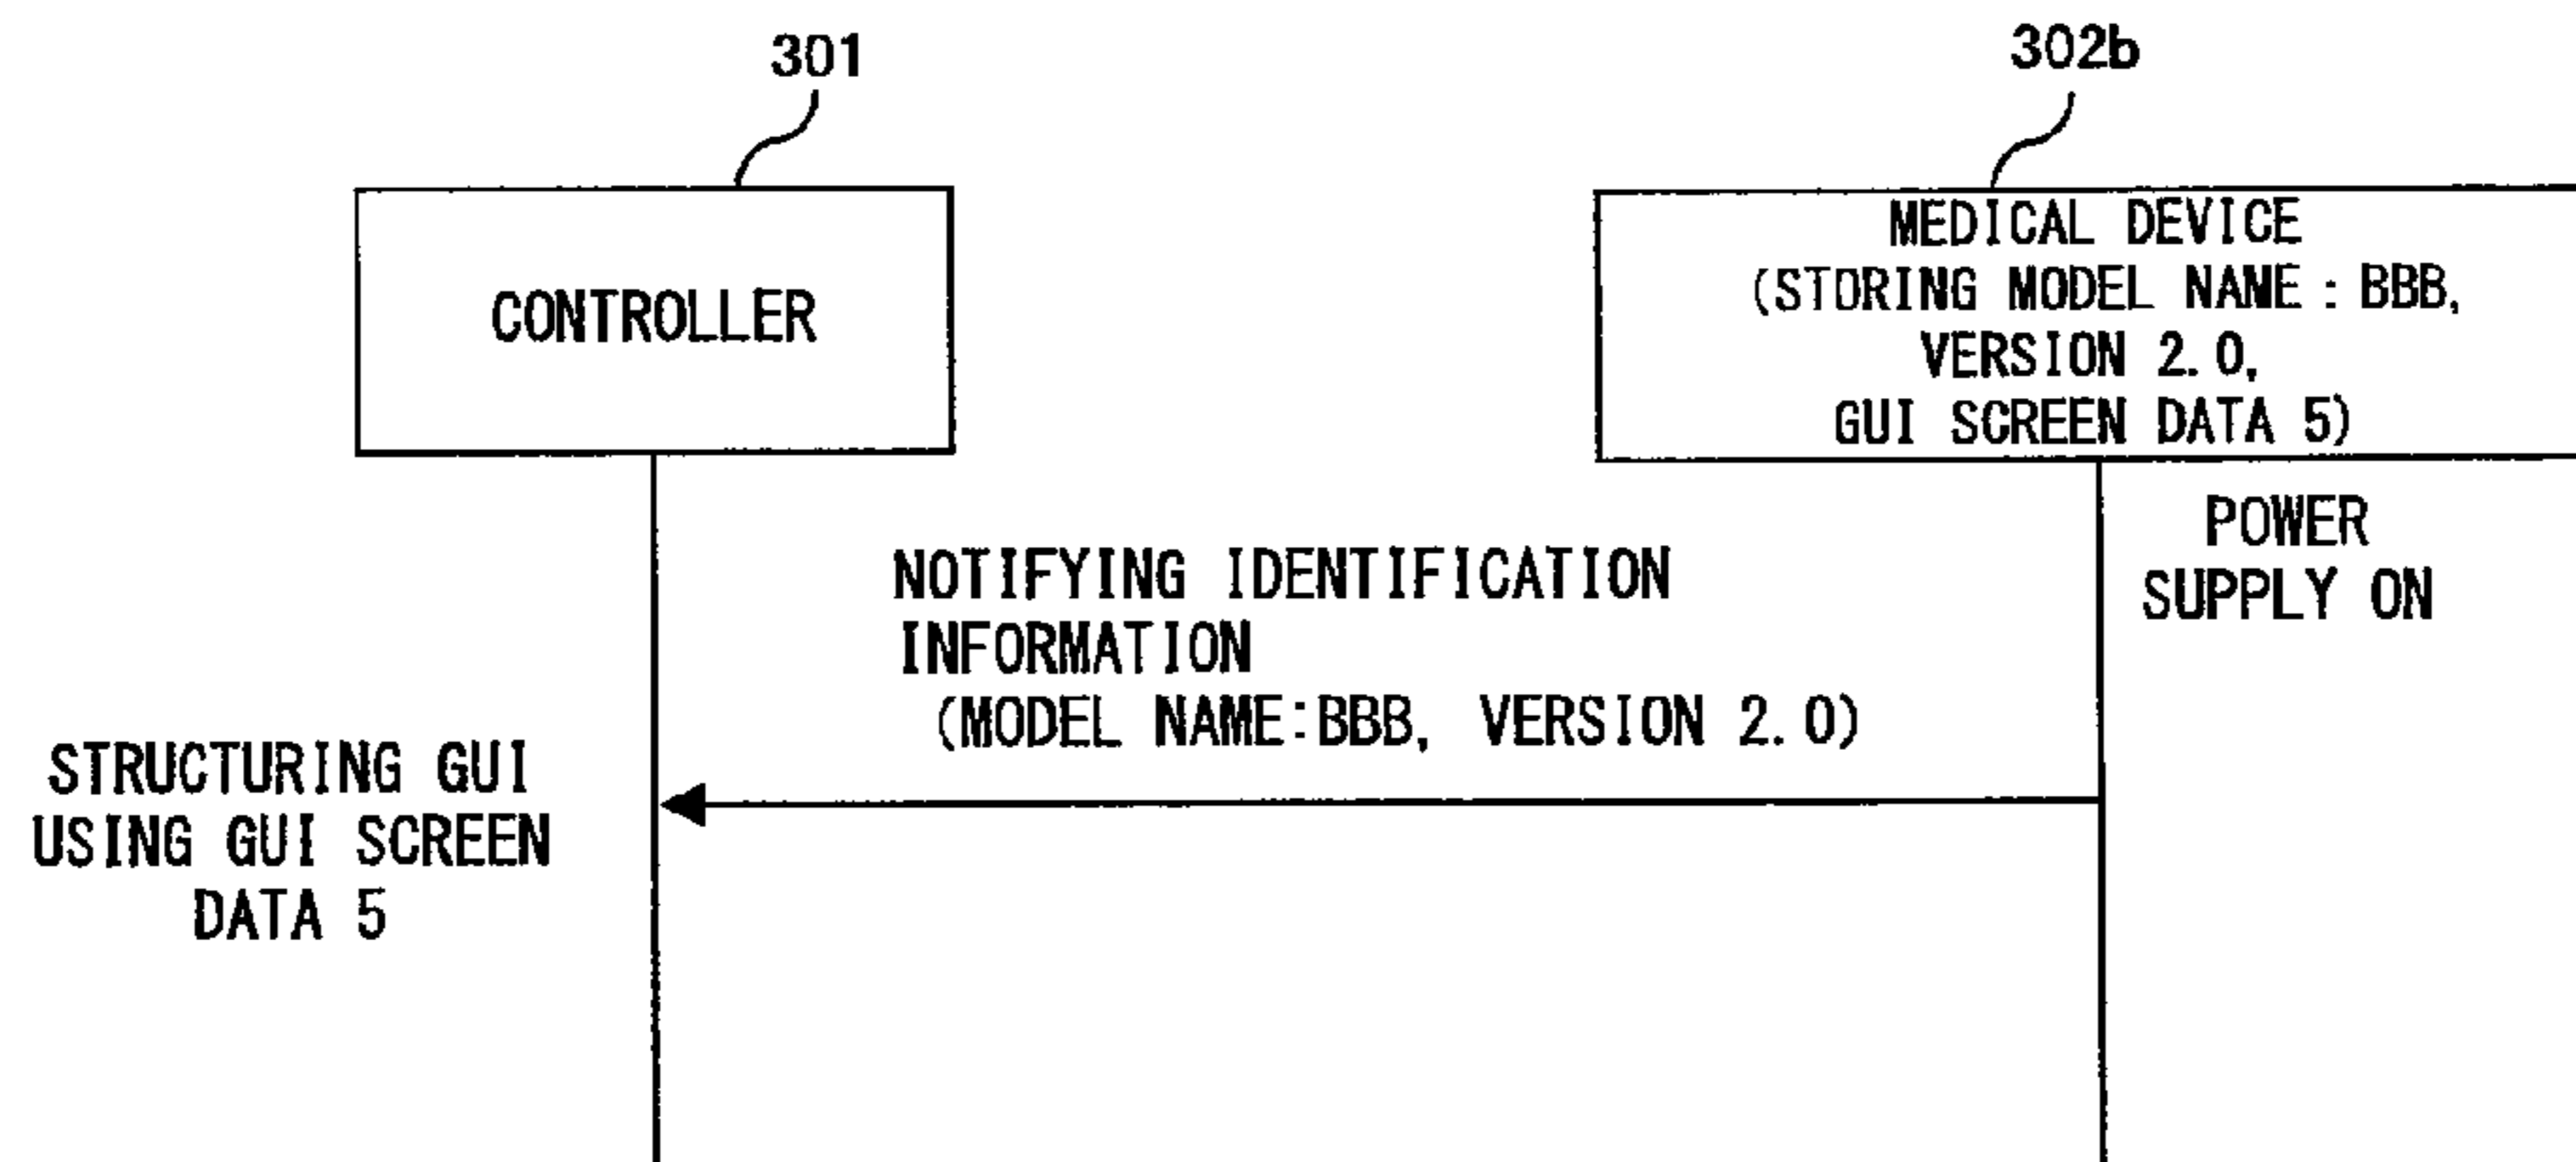 301
302b
CONTROLLER
MEDICAL DEVICE
(STORING MODEL NAME : BBB,
VERSION 2.0,
GUI SCREEN DATA 5)
POWER
SUPPLY ON
NOTIFYING IDENTIFICATION
INFORMATION
(MODEL NAME:BBB, VERSION 2.0)
STRUCTURING GUI
USING GUI SCREEN
DATA 5